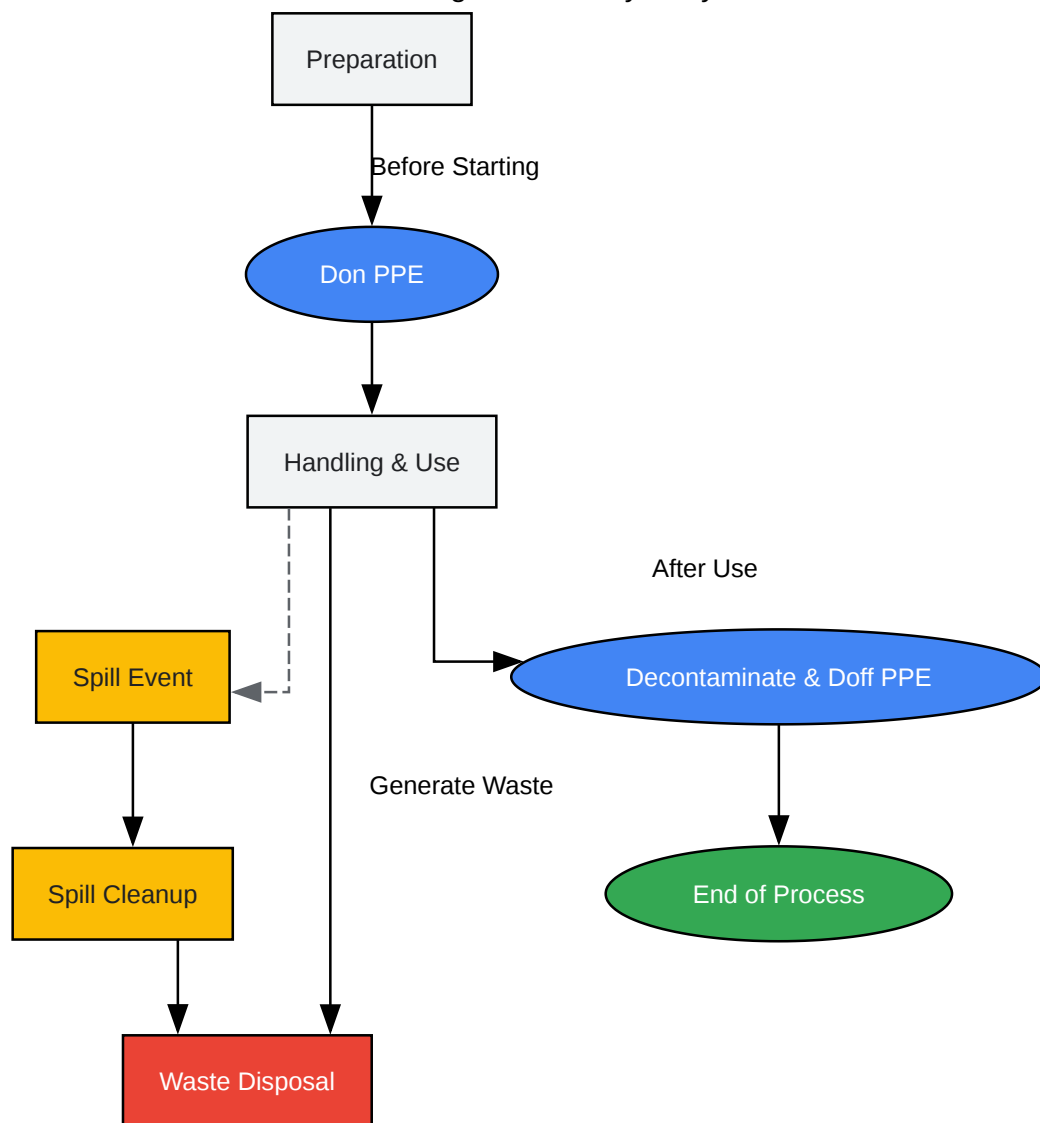 Preparation
Before Starting
Don PPE
Handling & Use
After Use
Spill Event
Decontaminate & Doff PPE
Generate Waste
Spill Cleanup
End of Process
Waste Disposal